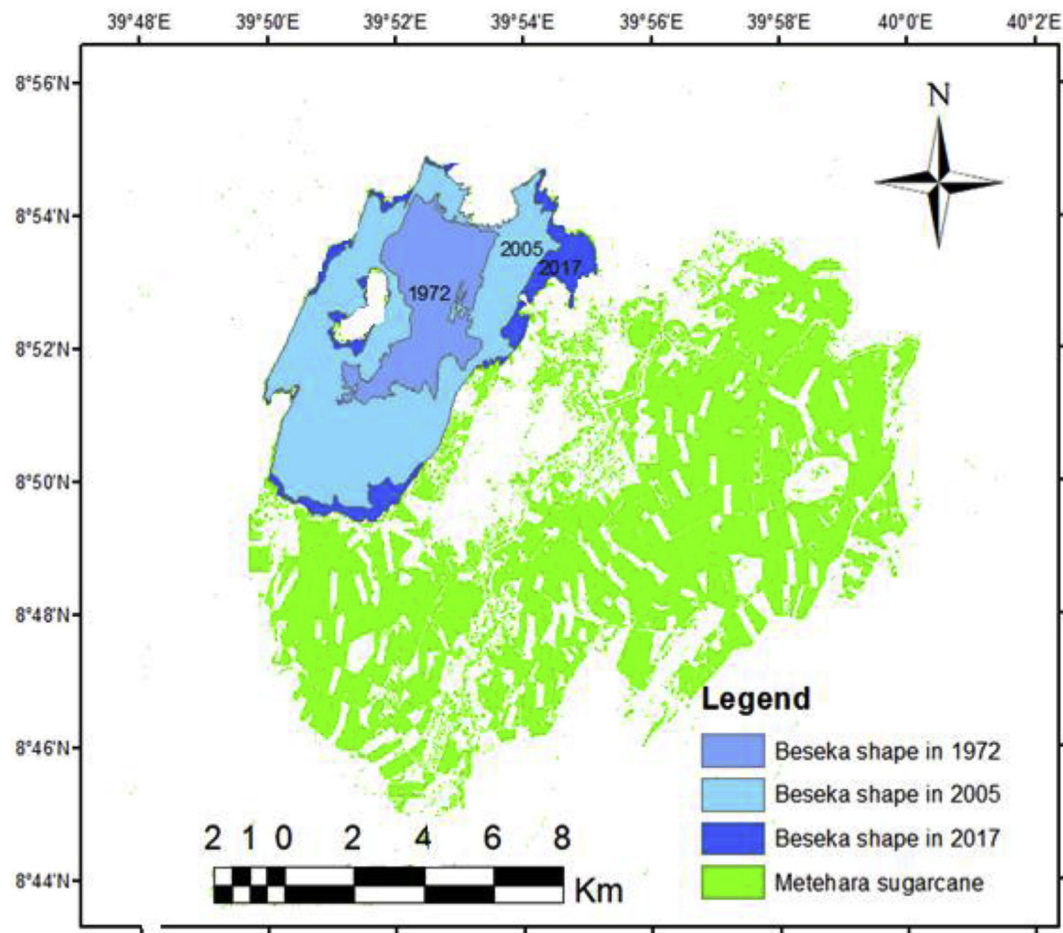 39°48'E 39°50'E 39°52'E 39°54'E 39°56'E 39°58'E 40°0'E 40°2'E
8°56'N
N
8°54'N
2005
2017
1972
8°52'N
8°50'N
8°48'N
Legend
8°46'N
Beseka shape in 1972
Beseka shape in 2005
2 1 0 2 4 6 8
Beseka shape in 2017
8°44'N
Km
Metehara sugarcane